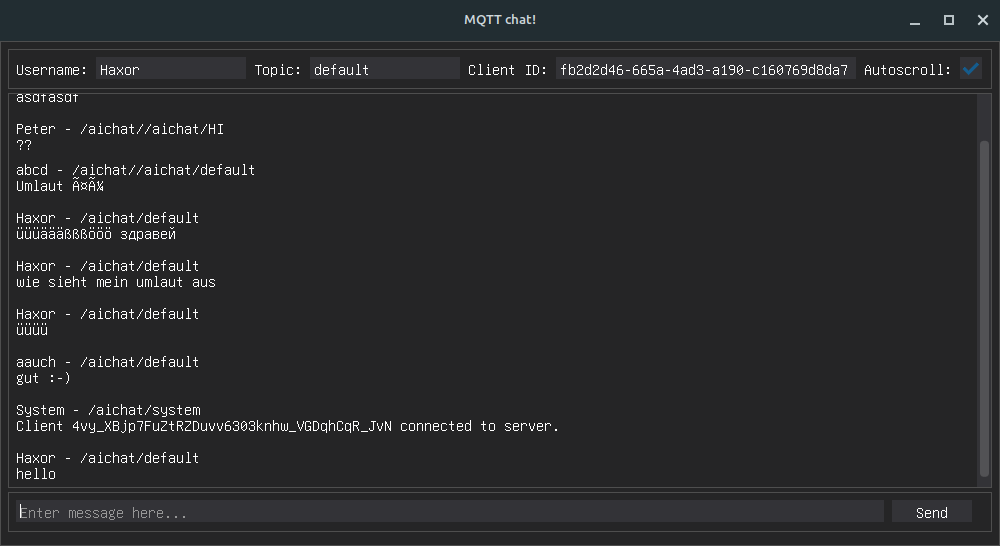 MQTT chat!
Username: Haxor Topic: default Client ID: fb2d2d46-665a-4ad3-a190-c160769d8da7 Autoscroll:
asdfasdf
Peter - /aichat//aichat/HI
??
abcd - /aichat//aichat/default
Umlaut Ã¤Ã¼
Haxor - /aichat/default
üüüäääßßßööö здравей
Haxor - /aichat/default
wie sieht mein umlaut aus
Haxor - /aichat/default
üüüü
aauch - /aichat/default
gut :-)
System - /aichat/system
Client 4vy_XBjp7FuZtRZDuvv6303knhw_VGDqhCqR_JvN connected to server.
Haxor - /aichat/default
hello
Enter message here... Send